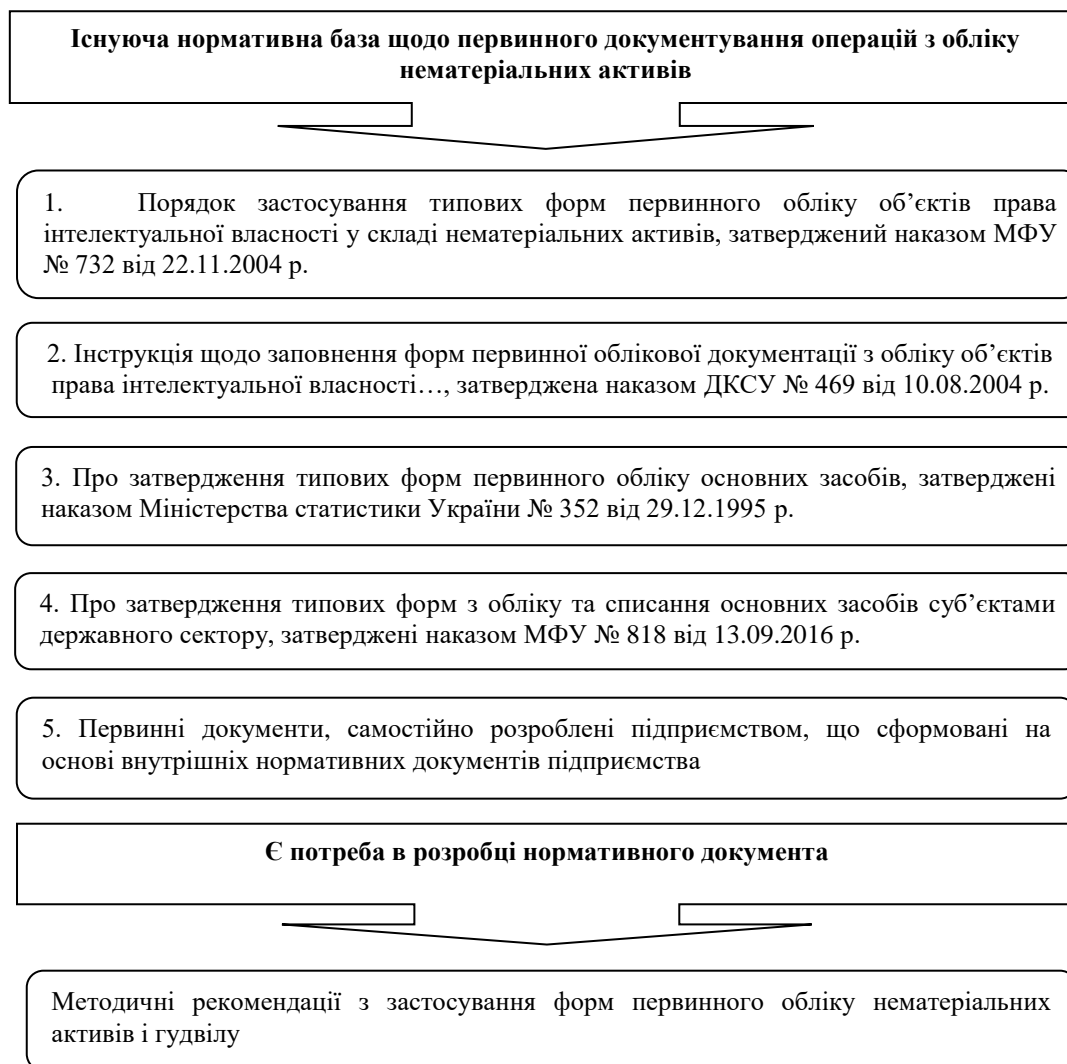 Існуюча нормативна база щодо первинного документування операцій з обліку
нематеріальних активів
1. Порядок застосування типових форм первинного обліку об’єктів права
інтелектуальної власності у складі нематеріальних активів, затверджений наказом МФУ
№ 732 від 22.11.2004 р.
2. Інструкція щодо заповнення форм первинної облікової документації з обліку об’єктів
права інтелектуальної власності…, затверджена наказом ДКСУ № 469 від 10.08.2004 р.
3. Про затвердження типових форм первинного обліку основних засобів, затверджені
наказом Міністерства статистики України № 352 від 29.12.1995 р.
4. Про затвердження типових форм з обліку та списання основних засобів суб’єктами
державного сектору, затверджені наказом МФУ № 818 від 13.09.2016 р.
5. Первинні документи, самостійно розроблені підприємством, що сформовані на
основі внутрішніх нормативних документів підприємства
Є потреба в розробці нормативного документа
Методичні рекомендації з застосування форм первинного обліку нематеріальних
активів і гудвілу